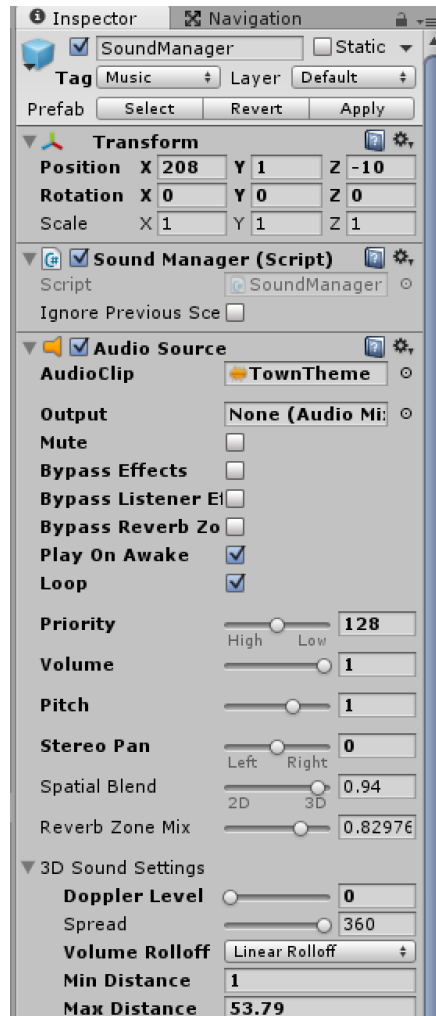 Inspector Navigation
SoundManager Static
Tag Music Layer Default
Prefab Select Revert Apply
Transform
Position X 208 Y 1 Z -10
Rotation X 0 Y 0 Z 0
Scale X 1 Y 1 Z 1
Sound Manager (Script)
Script SoundManager
Ignore Previous Sce
Audio Source
AudioClip TownTheme
Output None (Audio Mi
Mute
Bypass Effects
Bypass Listener Ef
Bypass Reverb Zo
Play On Awake
Loop
Priority 128
High Low
Volume 1
Pitch 1
Stereo Pan 0
Left Right
Spatial Blend 0.94
2D 3D
Reverb Zone Mix 0.82976
3D Sound Settings
Doppler Level 0
Spread 360
Volume Rolloff Linear Rolloff
Min Distance 1
Max Distance 53.79